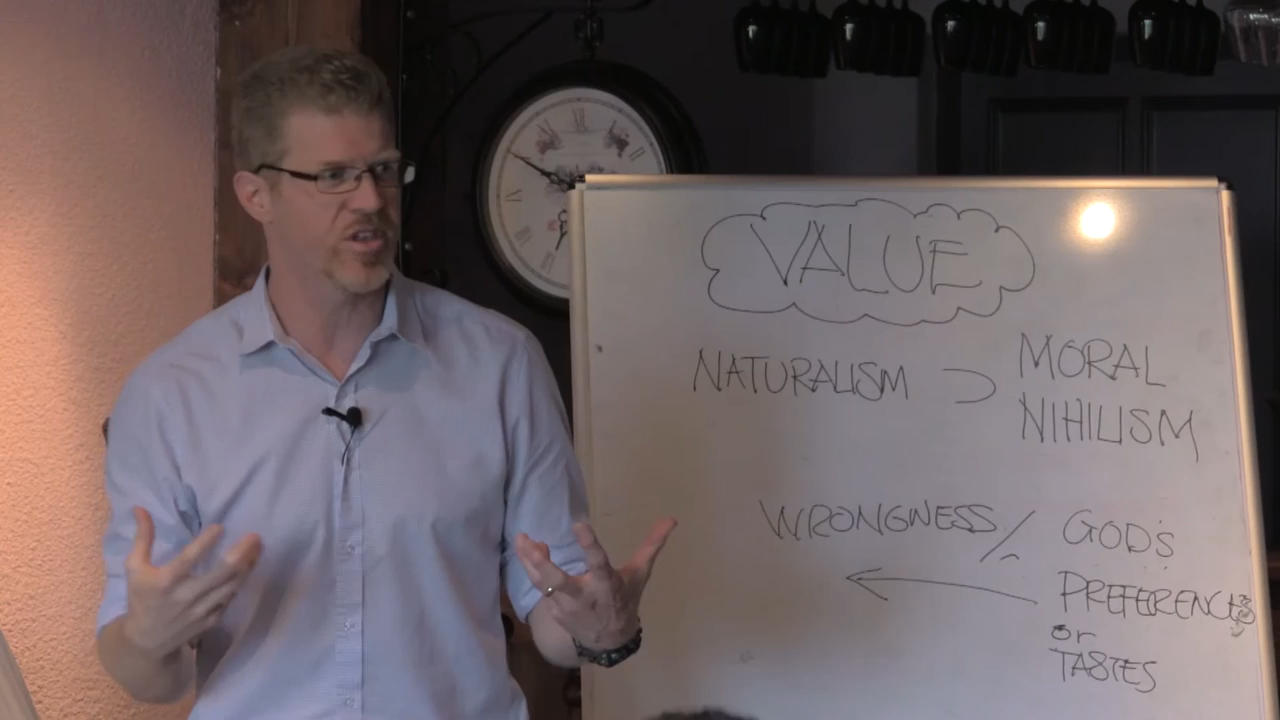 VALUE
NATURALISM ⊃ MORAL
NIHILISM
WRONGNESS / GOD'S
PREFERENCES
or
TASTES